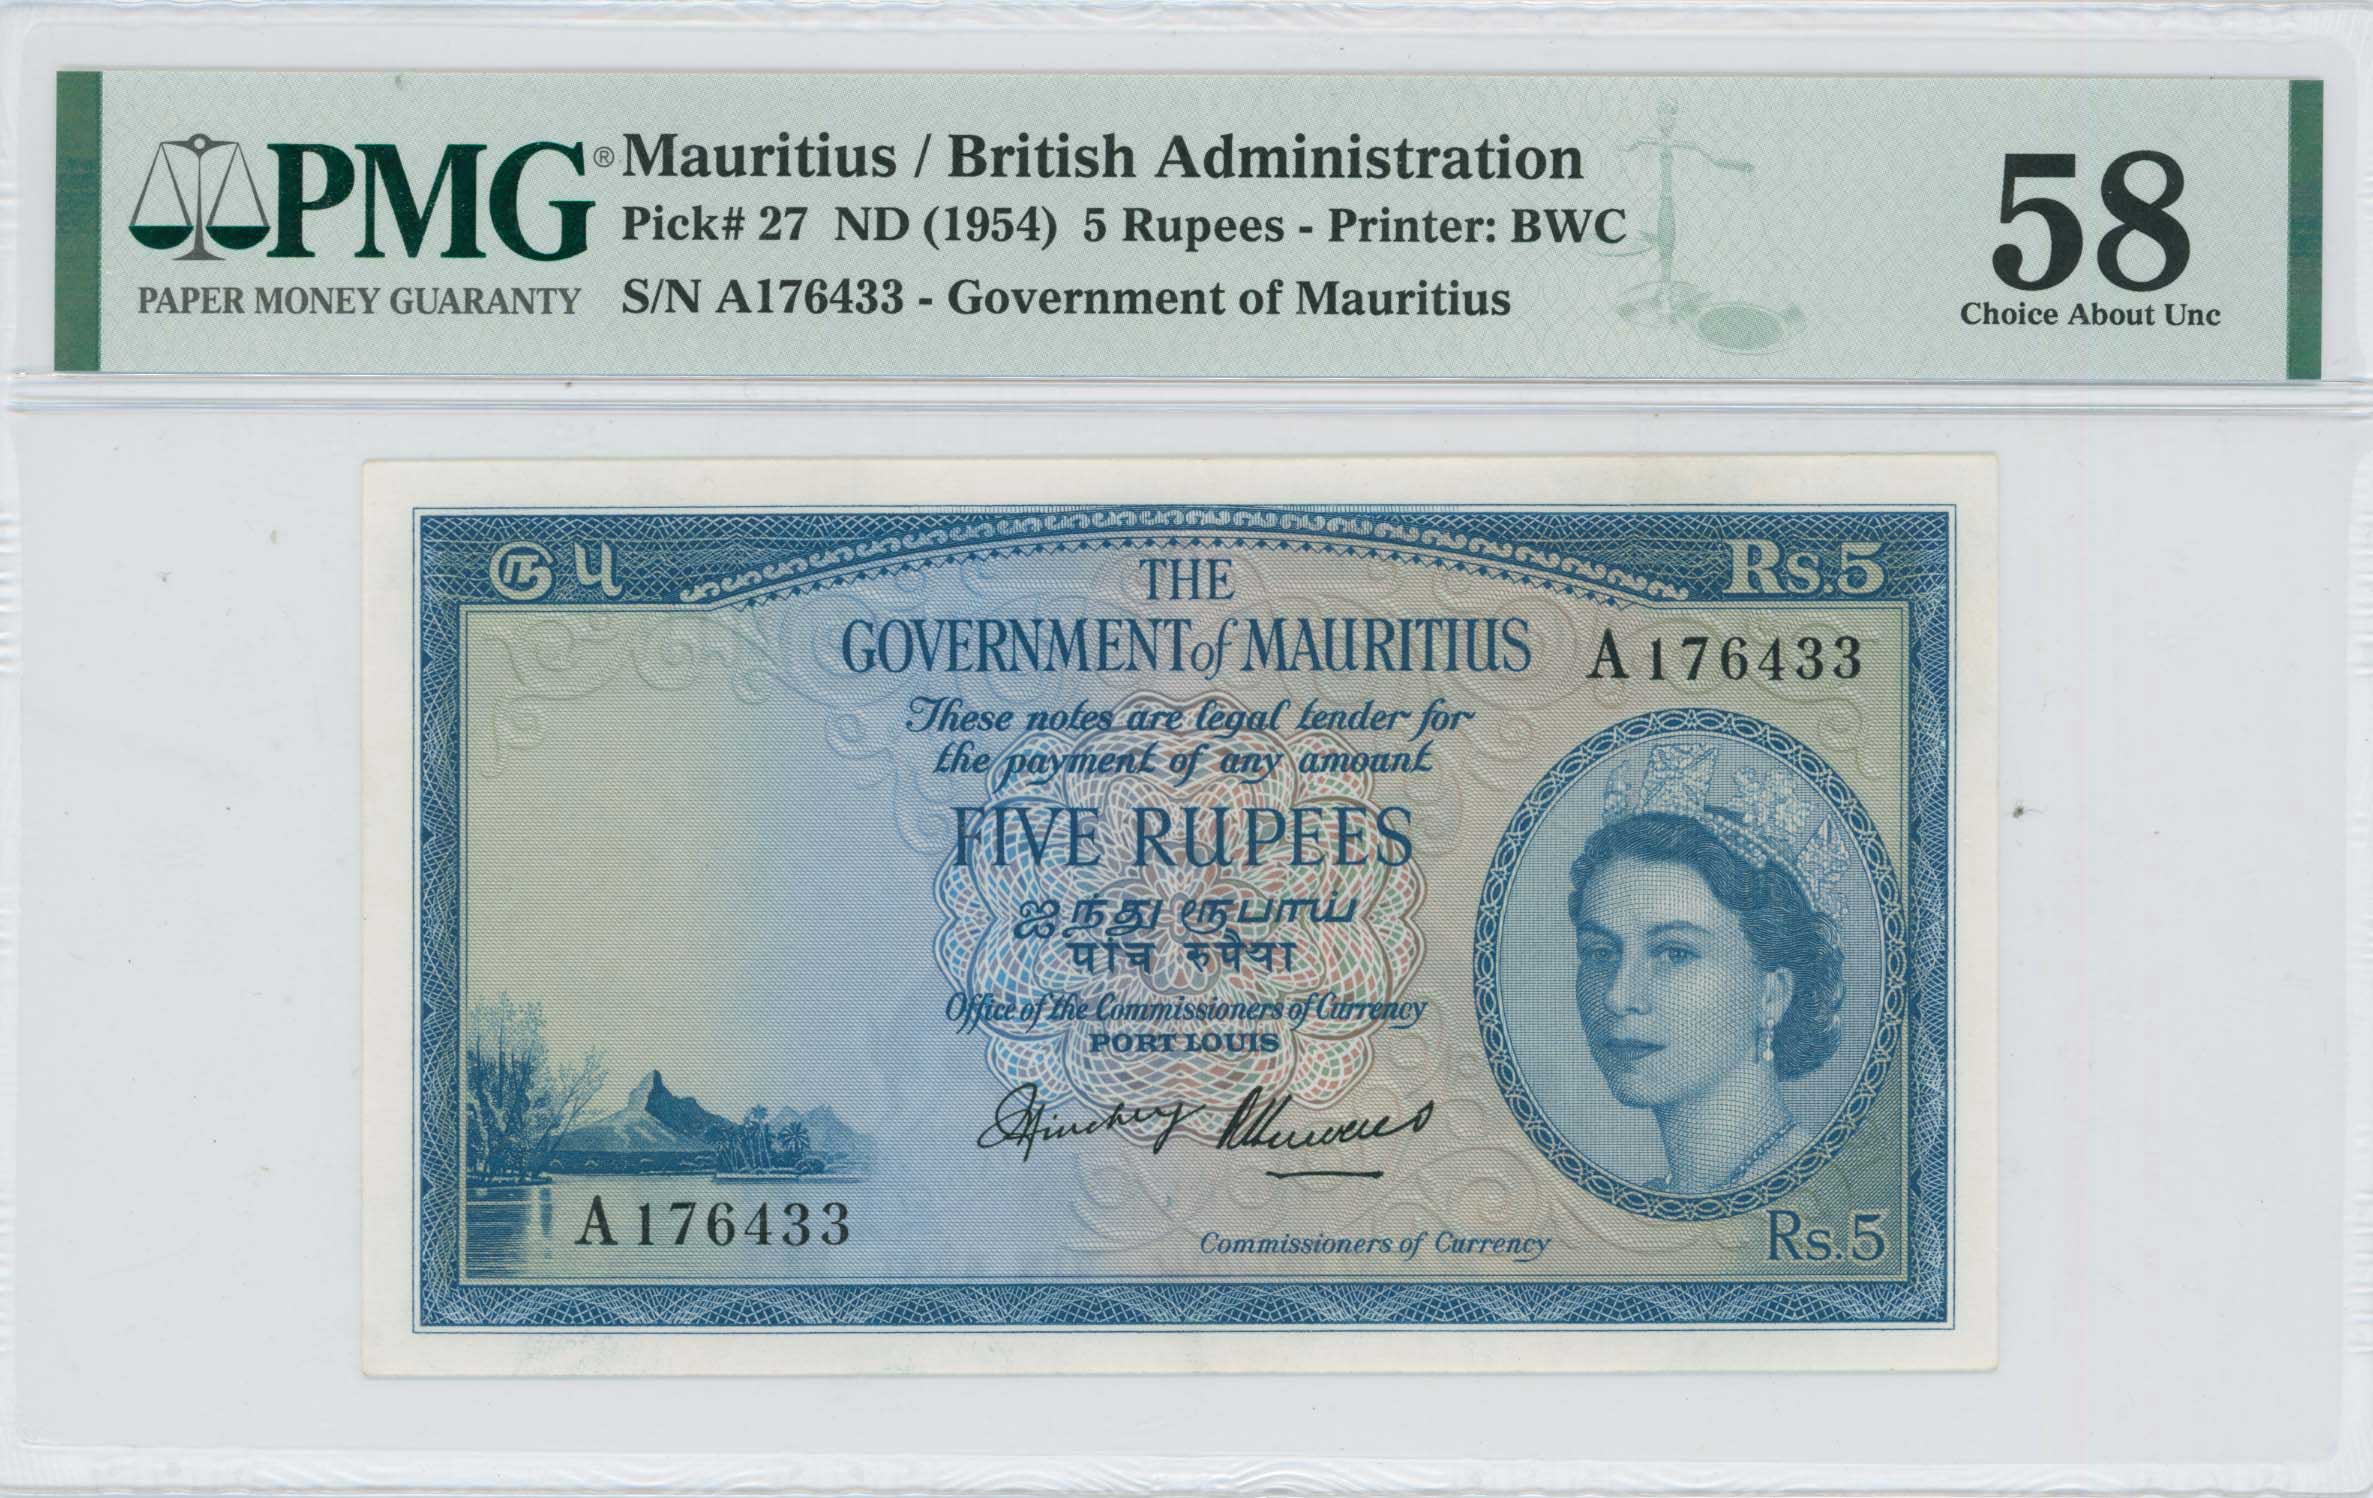 PMG®
PAPER MONEY GUARANTY
Mauritius / British Administration
Pick# 27 ND (1954) 5 Rupees - Printer: BWC
S/N A176433 - Government of Mauritius
58
Choice About Unc
ரூ ५
Rs.5
THE
GOVERNMENT of MAURITIUS
A176433
These notes are legal tender for
the payment of any amount
FIVE RUPEES
ஐந்து ரூபாய்
पांच रुपैया
Office of the Commissioners of Currency
PORT LOUIS
A176433
Commissioners of Currency
Rs.5